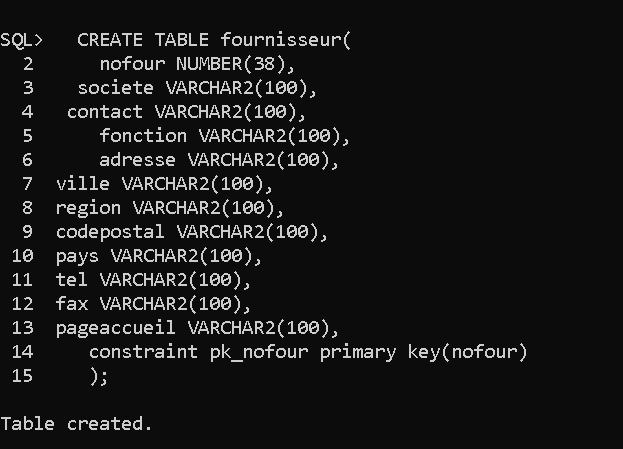 SQL>   CREATE TABLE fournisseur(
  2      nofour NUMBER(38),
  3    societe VARCHAR2(100),
  4   contact VARCHAR2(100),
  5      fonction VARCHAR2(100),
  6      adresse VARCHAR2(100),
  7  ville VARCHAR2(100),
  8  region VARCHAR2(100),
  9  codepostal VARCHAR2(100),
 10  pays VARCHAR2(100),
 11  tel VARCHAR2(100),
 12  fax VARCHAR2(100),
 13  pageaccueil VARCHAR2(100),
 14     constraint pk_nofour primary key(nofour)
 15     );
Table created.